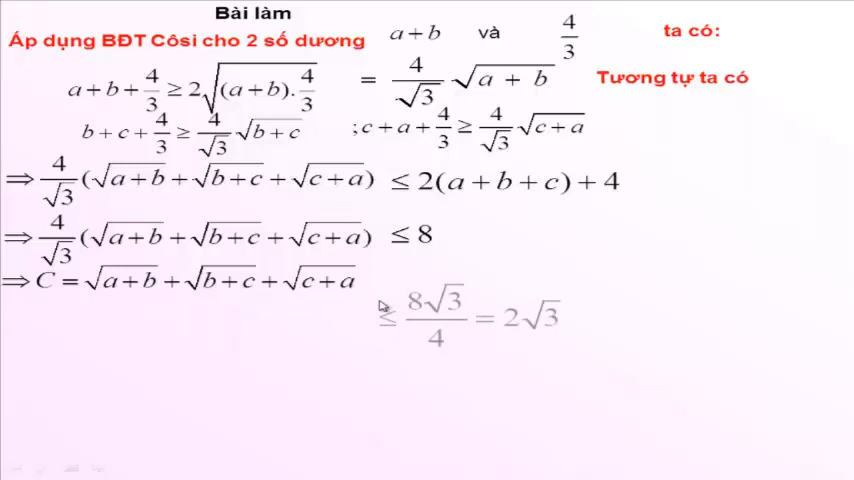 Bài làm
Áp dụng BĐT Côsi cho 2 số dương a + b và 4/3 ta có:
a + b + 4/3 ≥ 2√((a + b).4/3) = 4/√3 √(a + b) Tương tự ta có
b + c + 4/3 ≥ 4/√3 √(b + c) ; c + a + 4/3 ≥ 4/√3 √(c + a)
⇒ 4/√3 (√(a + b) + √(b + c) + √(c + a)) ≤ 2(a + b + c) + 4
⇒ 4/√3 (√(a + b) + √(b + c) + √(c + a)) ≤ 8
⇒ C = √(a + b) + √(b + c) + √(c + a)
≤ 8√3/4 = 2√3